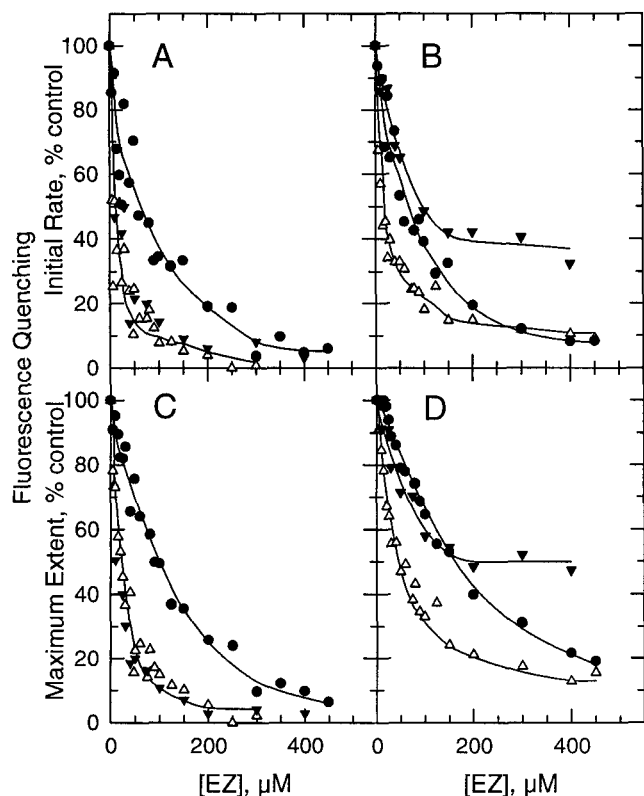 Fluorescence Quenching
Initial Rate, % control
Maximum Extent, % control
A
B
100
80
60
40
20
0
C
D
100
80
60
40
20
0
0 200 400
0 200 400
[EZ], µM
[EZ], µM